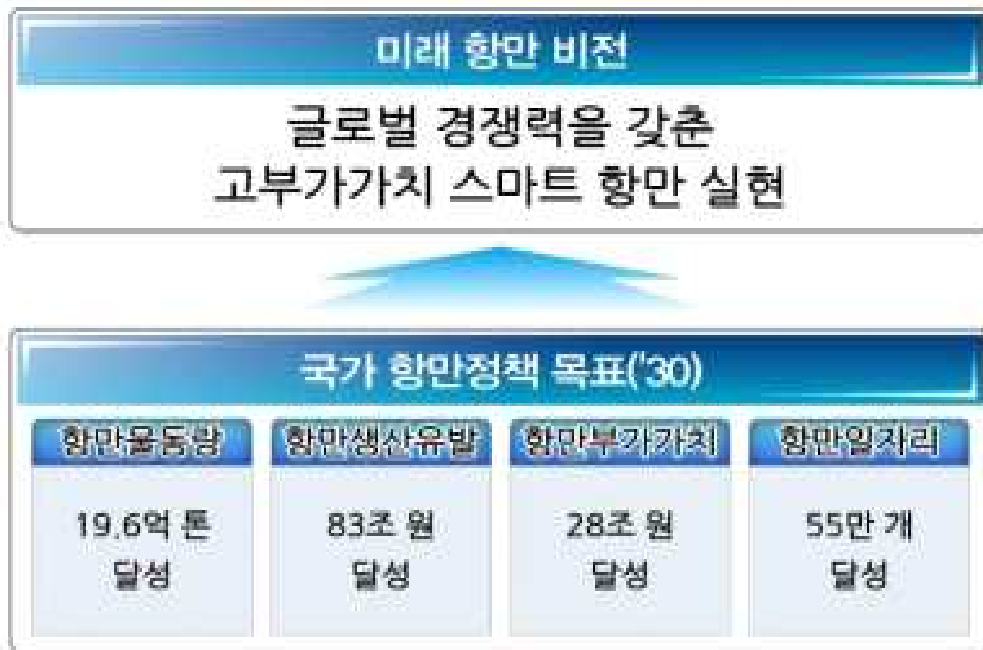 미래 항만 비전
글로벌 경쟁력을 갖춘
고부가가치 스마트 항만 실현
국가 항만정책 목표('30)
항만물동량
19.6억 톤
달성
항만생산유발
83조 원
달성
항만부가가치
28조 원
달성
항만일자리
55만 개
달성